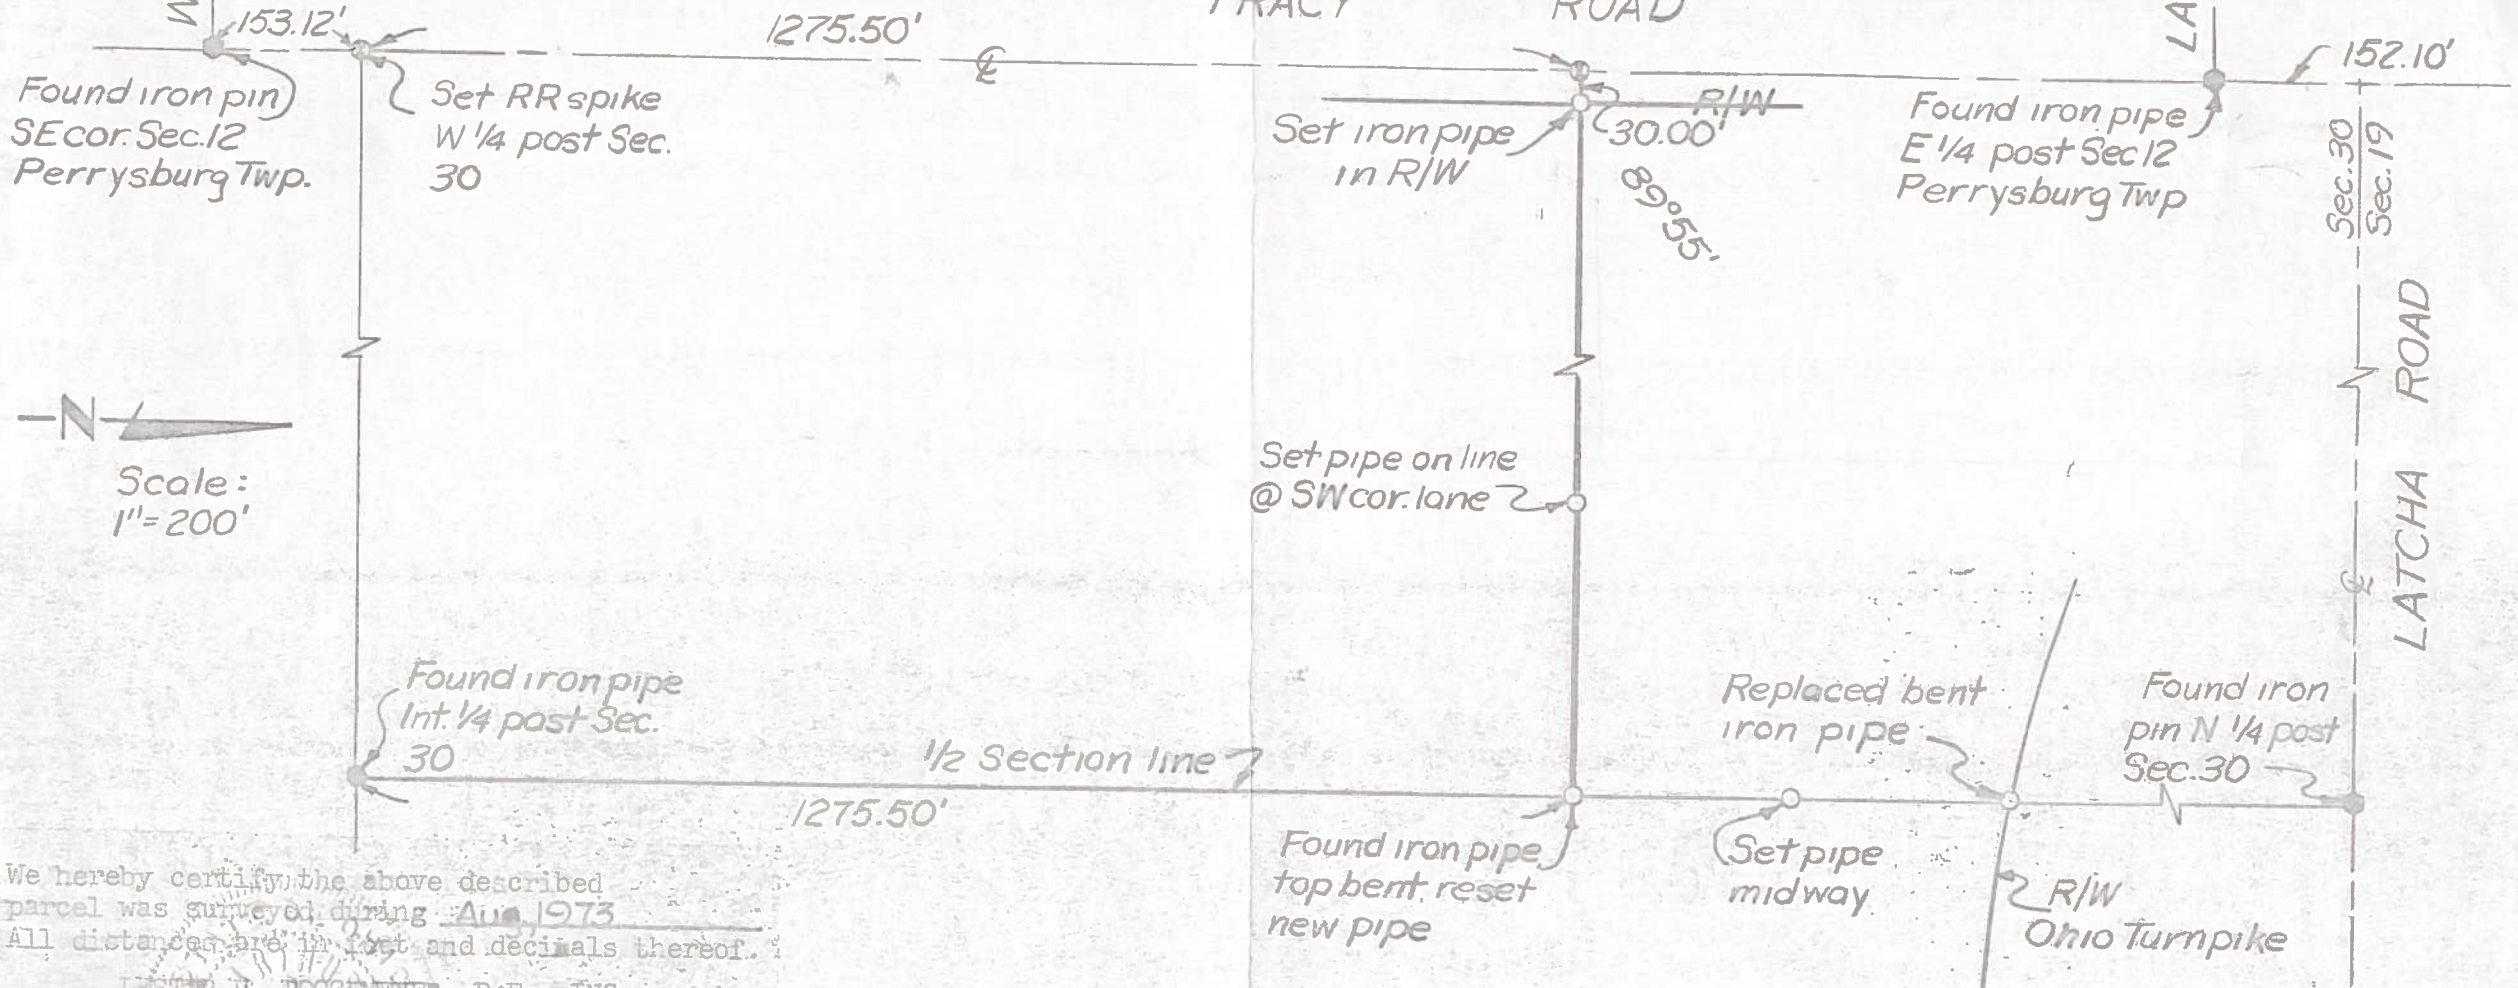 TRACY ROAD
153.12'
1275.50'
152.10'
LA
Found iron pin
SE cor. Sec. 12
Perrysburg Twp.
Set RR spike
W 1/4 post Sec.
30
Set iron pipe
in R/W
R/W
30.00'
89°55'
Found iron pipe
E 1/4 post Sec 12
Perrysburg Twp
Sec. 30
Sec. 19
LATCHA ROAD
N
Scale:
1"=200'
Set pipe on line
@ SW cor. lane
Found iron pipe
Int. 1/4 post Sec.
30
1/2 Section line
1275.50'
Replaced bent
iron pipe
Found iron
pin N 1/4 post
Sec. 30
Found iron pipe
top bent, reset
new pipe
Set pipe
midway
R/W
Ohio Turnpike
We hereby certify the above described
parcel was surveyed during Aug, 1973
All distances are in feet and decimals thereof.